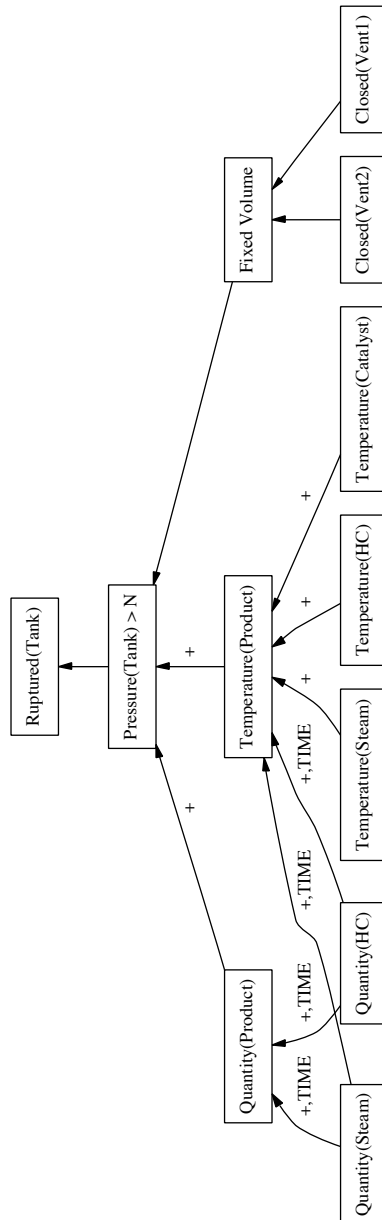 Ruptured(Tank)
Pressure(Tank) > N
+
+
Quantity(Product)
Temperature(Product)
Fixed Volume
+,TIME
+,TIME
+,TIME
+,TIME
+
+
+
Quantity(Steam)
Quantity(HC)
Temperature(Steam)
Temperature(HC)
Temperature(Catalyst)
Closed(Vent2)
Closed(Vent1)